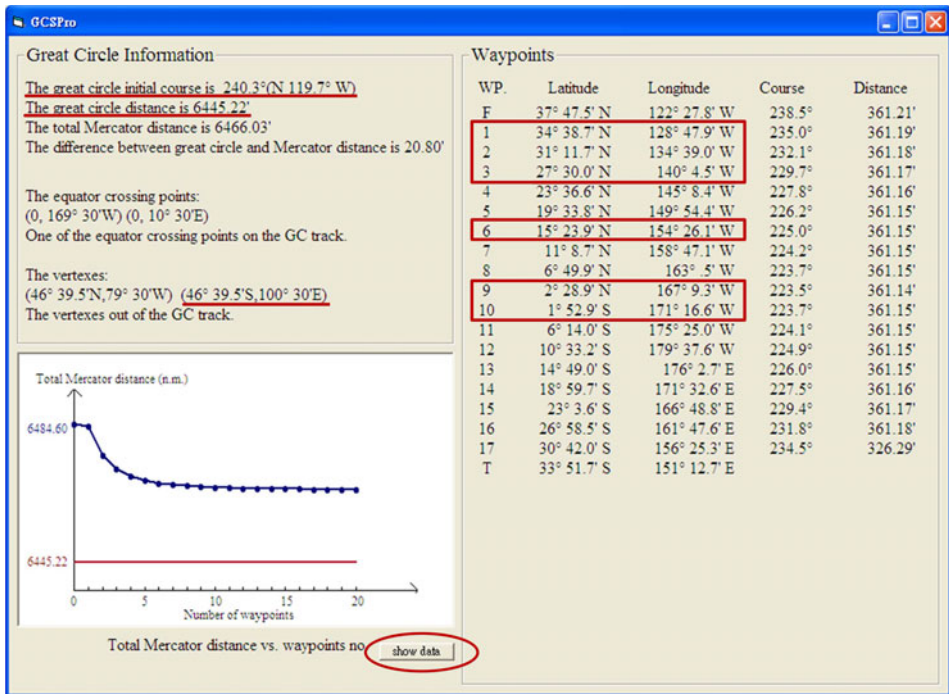 GCSPro
Great Circle Information
The great circle initial course is 240.3°(N 119.7° W)
The great circle distance is 6445.22'
The total Mercator distance is 6466.03'
The difference between great circle and Mercator distance is 20.80'
The equator crossing points:
(0, 169° 30'W) (0, 10° 30'E)
One of the equator crossing points on the GC track.
The vertexes:
(46° 39.5'N,79° 30'W) (46° 39.5'S,100° 30'E)
The vertexes out of the GC track.
Total Mercator distance (n.m.)
6484.60
6445.22
0 5 10 15 20
Number of waypoints
Total Mercator distance vs. waypoints no
show data
Waypoints
WP. Latitude Longitude Course Distance
F 37° 47.5' N 122° 27.8' W 238.5° 361.21'
1 34° 38.7' N 128° 47.9' W 235.0° 361.19'
2 31° 11.7' N 134° 39.0' W 232.1° 361.18'
3 27° 30.0' N 140° 4.5' W 229.7° 361.17'
4 23° 36.6' N 145° 8.4' W 227.8° 361.16'
5 19° 33.8' N 149° 54.4' W 226.2° 361.15'
6 15° 23.9' N 154° 26.1' W 225.0° 361.15'
7 11° 8.7' N 158° 47.1' W 224.2° 361.15'
8 6° 49.9' N 163° .5' W 223.7° 361.15'
9 2° 28.9' N 167° 9.3' W 223.5° 361.14'
10 1° 52.9' S 171° 16.6' W 223.7° 361.15'
11 6° 14.0' S 175° 25.0' W 224.1° 361.15'
12 10° 33.2' S 179° 37.6' W 224.9° 361.15'
13 14° 49.0' S 176° 2.7' E 226.0° 361.15'
14 18° 59.7' S 171° 32.6' E 227.5° 361.16'
15 23° 3.6' S 166° 48.8' E 229.4° 361.17'
16 26° 58.5' S 161° 47.6' E 231.8° 361.18'
17 30° 42.0' S 156° 25.3' E 234.5° 326.29'
T 33° 51.7' S 151° 12.7' E